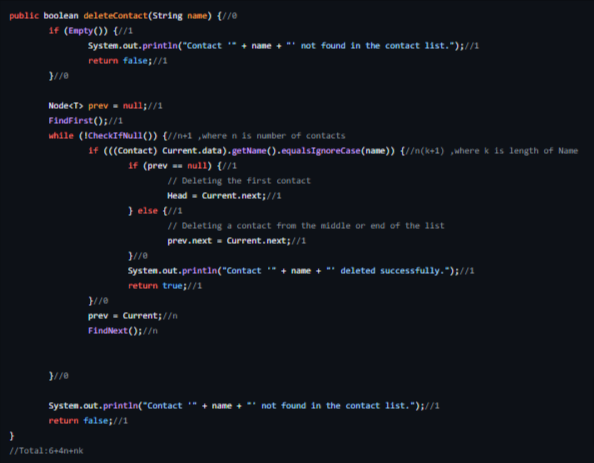 public boolean deleteContact(String name) {//0
if (Empty()) {//1
System.out.println("Contact '" + name + "' not found in the contact list.");//1
return false;//1
}//0
Node<T> prev = null;//1
FindFirst();//1
while (!CheckIfNull()) {//n+1 ,where n is number of contacts
if (((Contact) Current.data).getName().equalsIgnoreCase(name)) {//n(k+1) ,where k is length of Name
if (prev == null) {//1
// Deleting the first contact
Head = Current.next;//1
} else {//1
// Deleting a contact from the middle or end of the list
prev.next = Current.next;//1
}//0
System.out.println("Contact '" + name + "' deleted successfully.");//1
return true;//1
}//0
prev = Current;//n
FindNext();//n
}//0
System.out.println("Contact '" + name + "' not found in the contact list.");//1
return false;//1
}
//Total:6+4n+nk